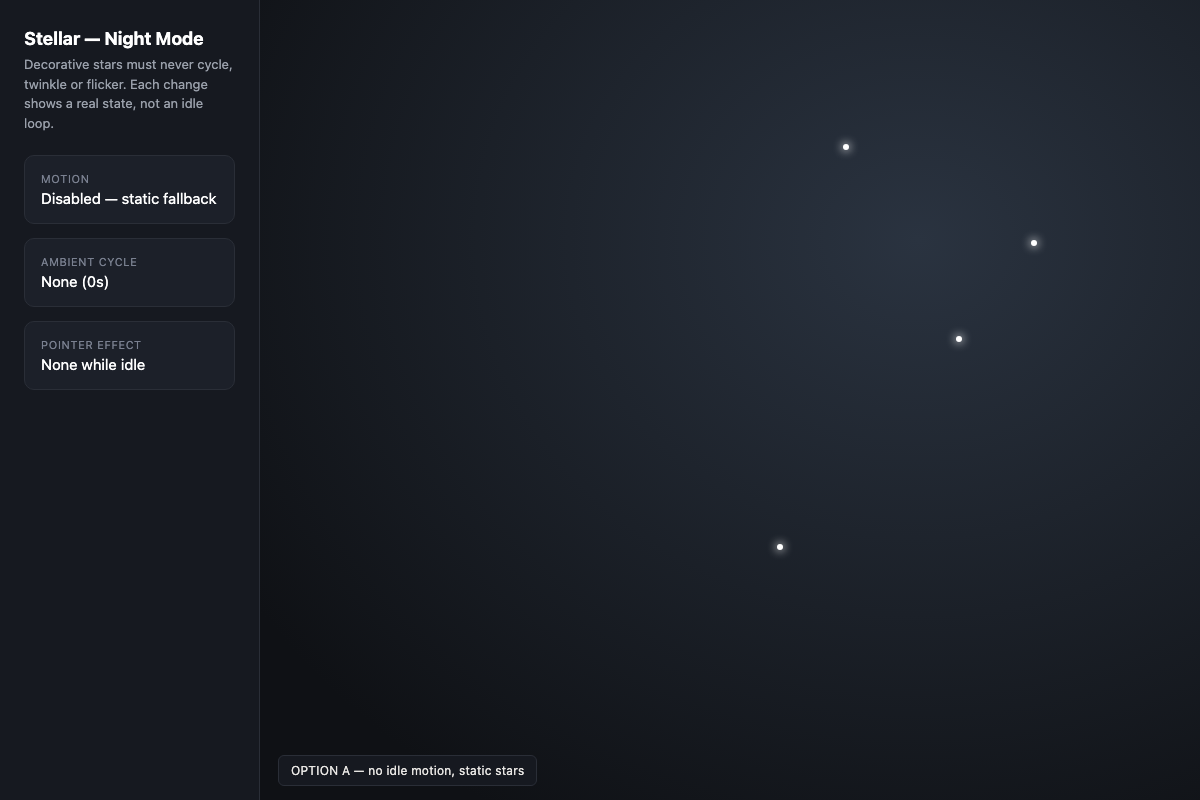 Stellar — Night Mode
Decorative stars must never cycle,
twinkle or flicker. Each change
shows a real state, not an idle
loop.
MOTION
Disabled — static fallback
AMBIENT CYCLE
None (0s)
POINTER EFFECT
None while idle
OPTION A — no idle motion, static stars